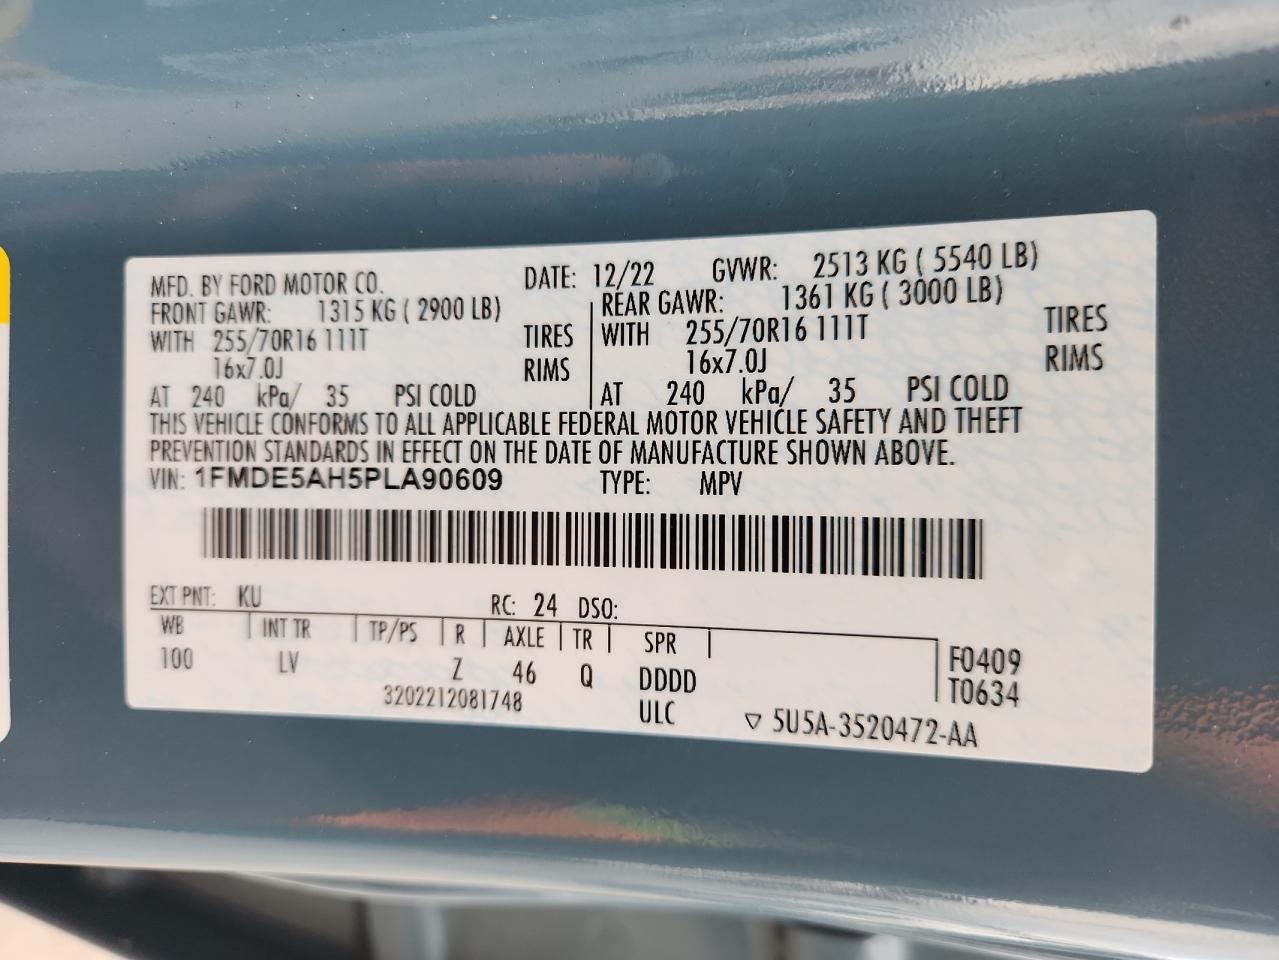 MFD. BY FORD MOTOR CO. DATE: 12/22 GVWR: 2513 KG ( 5540 LB)
FRONT GAWR: 1315 KG ( 2900 LB) REAR GAWR: 1361 KG ( 3000 LB)
WITH 255/70R16 111T TIRES WITH 255/70R16 111T TIRES
16x7.0J RIMS 16x7.0J RIMS
AT 240 kPa/ 35 PSI COLD AT 240 kPa/ 35 PSI COLD
THIS VEHICLE CONFORMS TO ALL APPLICABLE FEDERAL MOTOR VEHICLE SAFETY AND THEFT
PREVENTION STANDARDS IN EFFECT ON THE DATE OF MANUFACTURE SHOWN ABOVE.
VIN: 1FMDE5AH5PLA90609 TYPE: MPV
EXT PNT: KU RC: 24 DSO:
WB INT TR TP/PS R AXLE TR SPR
100 LV Z 46 Q DDDD F0409
3202212081748 ULC T0634
▽ 5U5A-3520472-AA